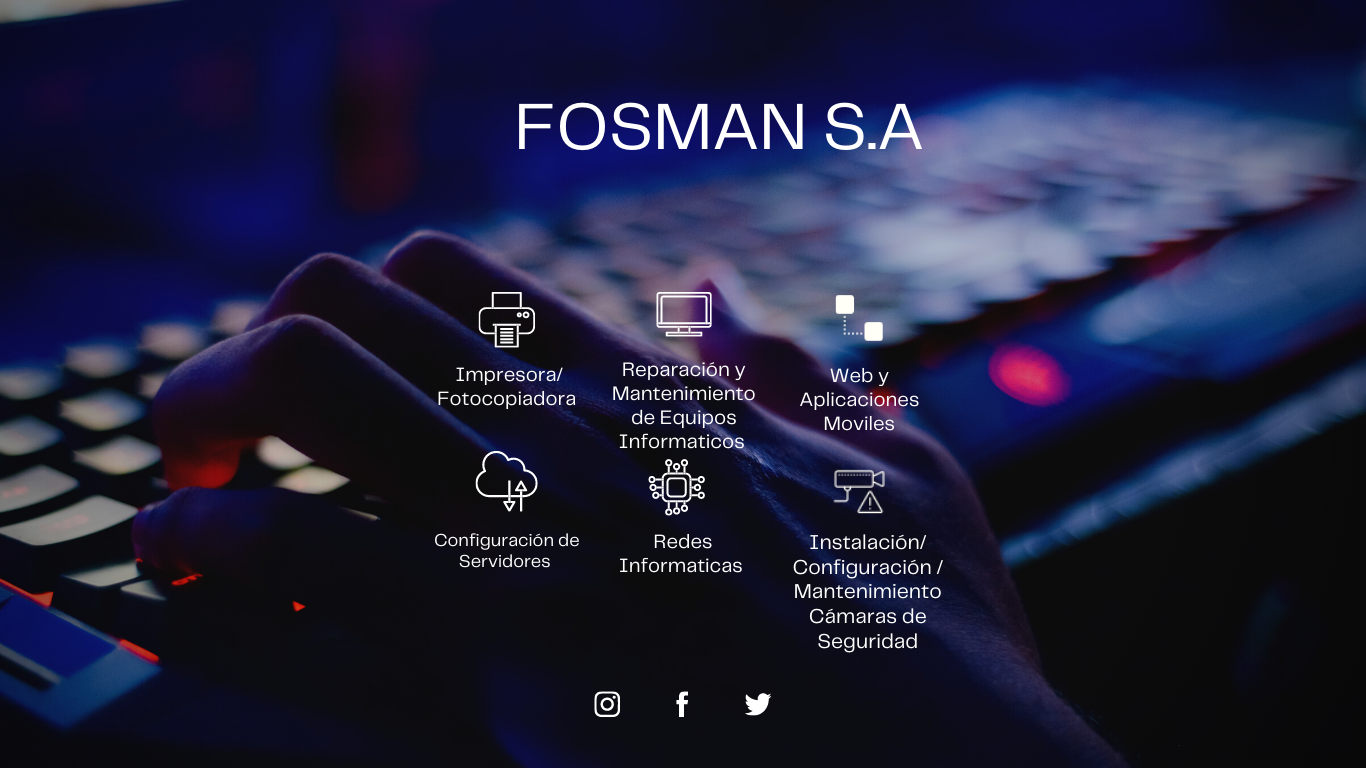 FOSMAN S.A
Impresora/
Fotocopiadora
Reparación y
Mantenimiento
de Equipos
Informaticos
Web y
Aplicaciones
Moviles
Configuración de
Servidores
Redes
Informaticas
Instalación/
Configuración /
Mantenimiento
Cámaras de
Seguridad